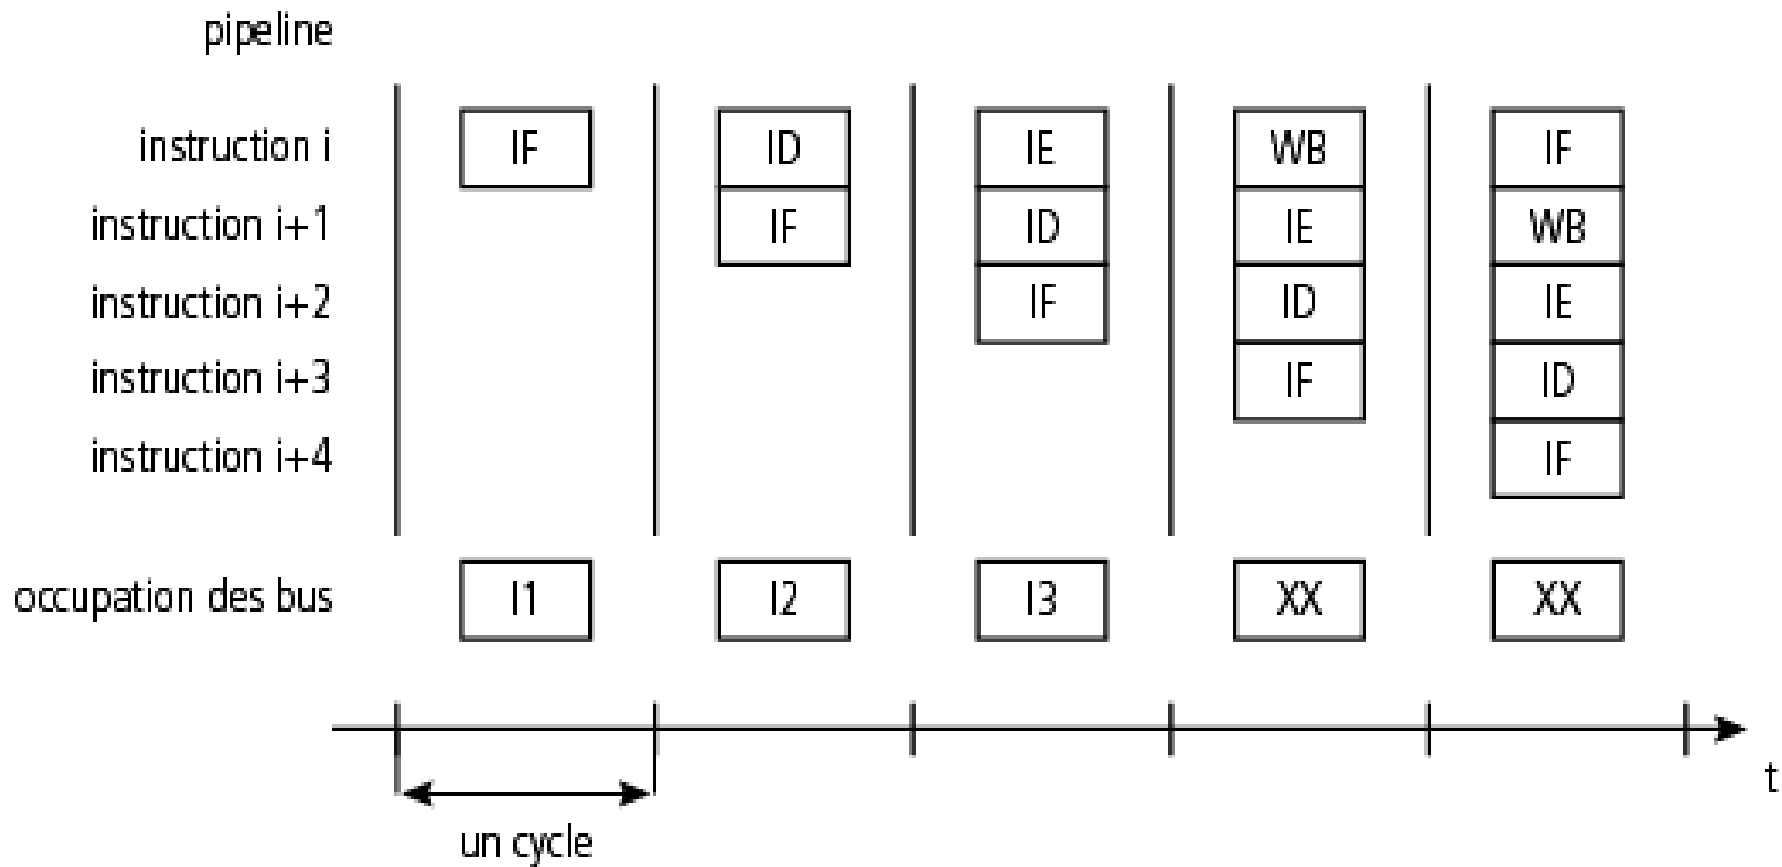 pipeline
instruction i IF ID IE WB IF
instruction i+1 IF ID IE WB
instruction i+2 IF ID IE
instruction i+3 IF ID
instruction i+4 IF
occupation des bus I1 I2 I3 XX XX
t
un cycle